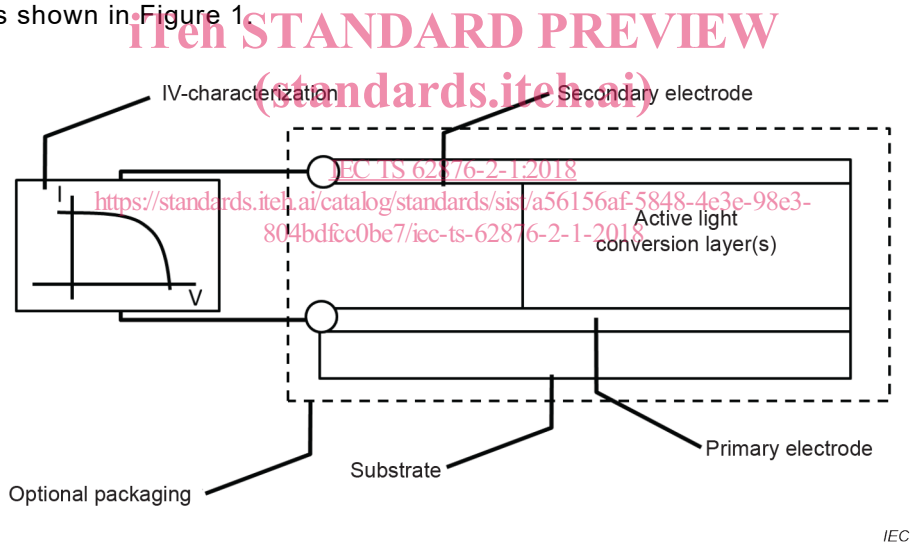 s shown in Figure 1.
iTeh STANDARD PREVIEW
(standards.iteh.ai)
IV-characterization
Secondary electrode
IEC TS 62876-2-1:2018
https://standards.iteh.ai/catalog/standards/sist/a56156af-5848-4e3e-98e3-
804bdfcc0be7/iec-ts-62876-2-1-2018
I
V
Active light
conversion layer(s)
Primary electrode
Substrate
Optional packaging
IEC